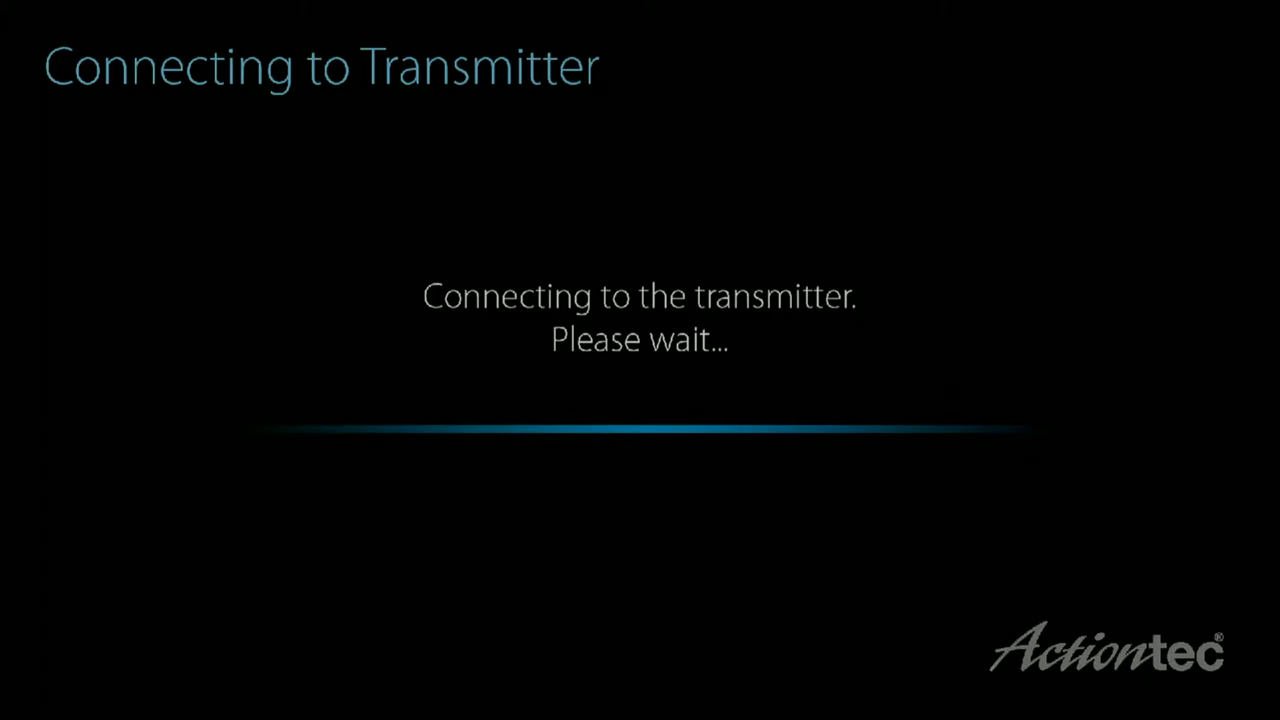 Connecting to Transmitter
Connecting to the transmitter.
Please wait...
Actiontec®